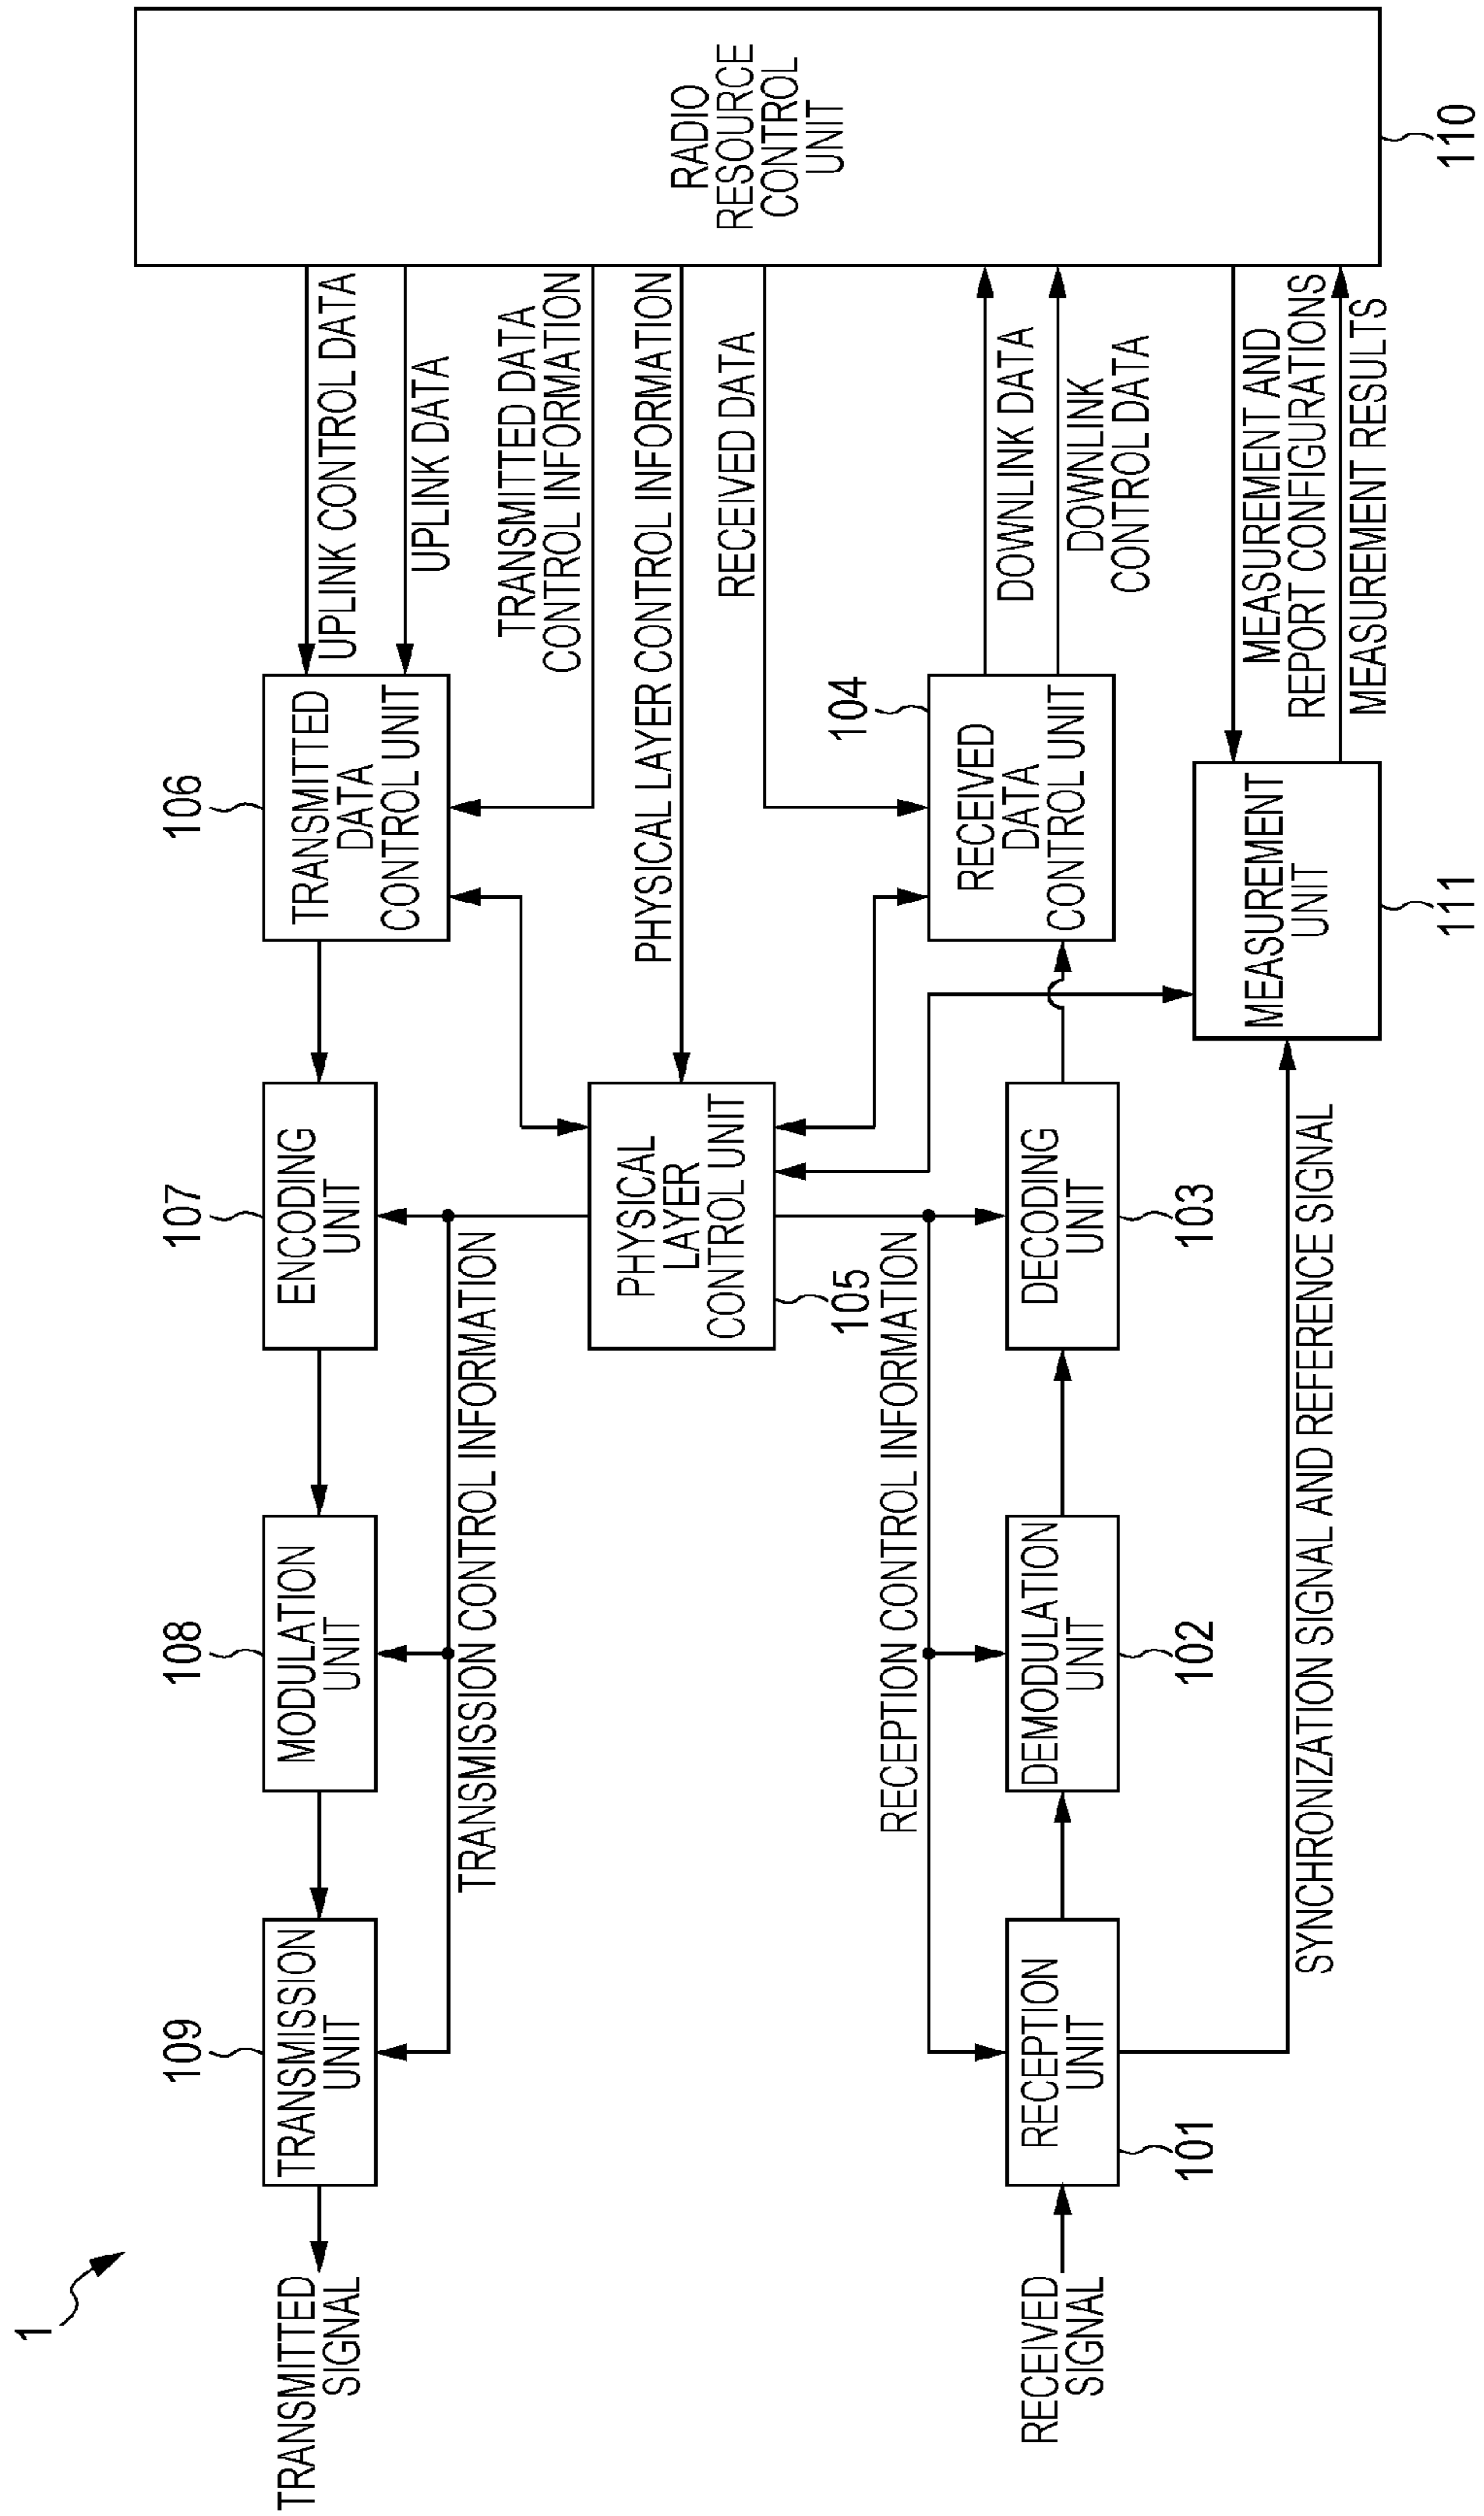 1
TRANSMITTED
SIGNAL
109
TRANSMISSION
UNIT
108
MODULATION
UNIT
107
ENCODING
UNIT
106
TRANSMITTED
DATA
CONTROL UNIT
UPLINK CONTROL DATA
UPLINK DATA
TRANSMITTED DATA
CONTROL INFORMATION
PHYSICAL LAYER CONTROL INFORMATION
RECEIVED DATA
RADIO
RESOURCE
CONTROL
UNIT
110
TRANSMISSION CONTROL INFORMATION
PHYSICAL
LAYER
CONTROL UNIT
105
RECEPTION CONTROL INFORMATION
104
RECEIVED
DATA
CONTROL UNIT
DOWNLINK DATA
DOWNLINK
CONTROL DATA
RECEIVED
SIGNAL
RECEPTION
UNIT
101
DEMODULATION
UNIT
102
DECODING
UNIT
103
SYNCHRONIZATION SIGNAL AND REFERENCE SIGNAL
MEASUREMENT
UNIT
111
MEASUREMENT AND
REPORT CONFIGURATIONS
MEASUREMENT RESULTS